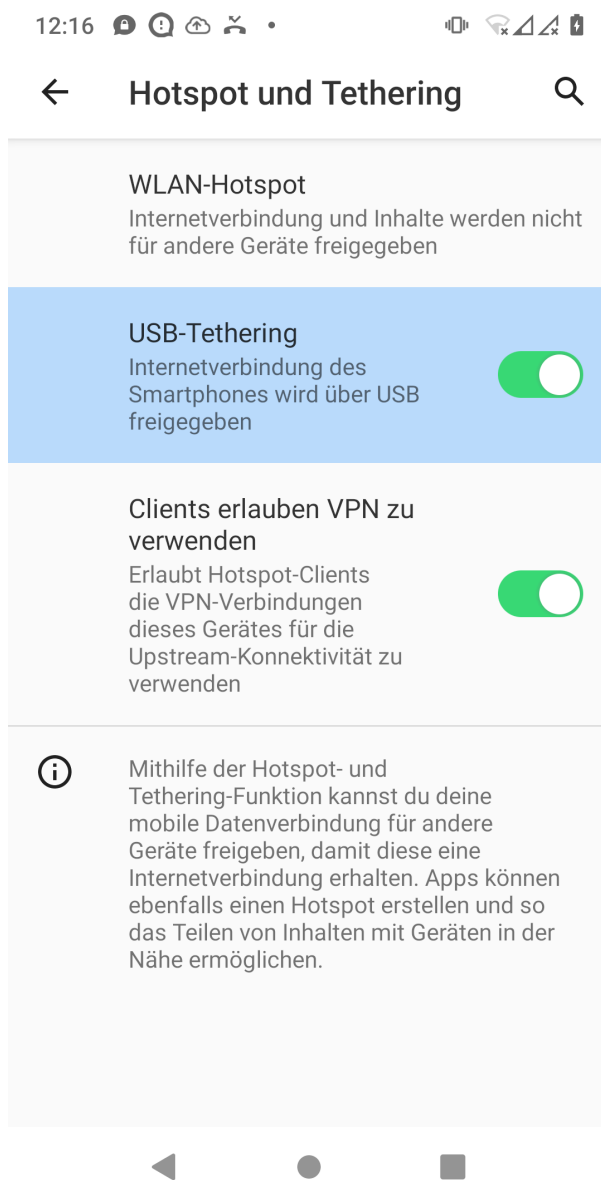 12:16
Hotspot und Tethering
WLAN-Hotspot
Internetverbindung und Inhalte werden nicht
für andere Geräte freigegeben
USB-Tethering
Internetverbindung des
Smartphones wird über USB
freigegeben
Clients erlauben VPN zu
verwenden
Erlaubt Hotspot-Clients
die VPN-Verbindungen
dieses Gerätes für die
Upstream-Konnektivität zu
verwenden
Mithilfe der Hotspot- und
Tethering-Funktion kannst du deine
mobile Datenverbindung für andere
Geräte freigeben, damit diese eine
Internetverbindung erhalten. Apps können
ebenfalls einen Hotspot erstellen und so
das Teilen von Inhalten mit Geräten in der
Nähe ermöglichen.